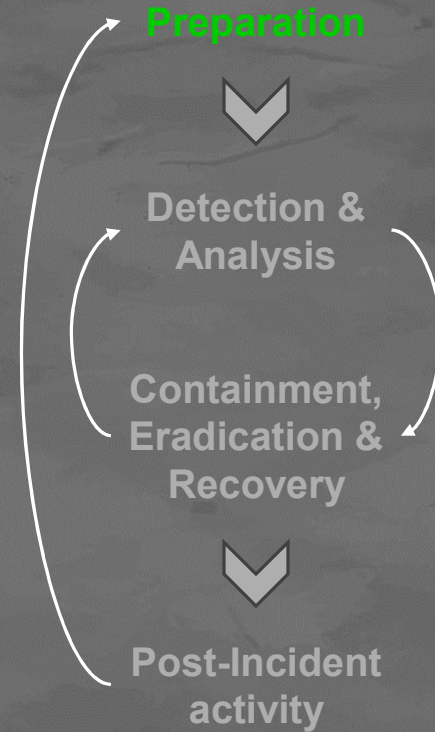 Preparation
Detection &
Analysis
Containment,
Eradication &
Recovery
Post-Incident
activity